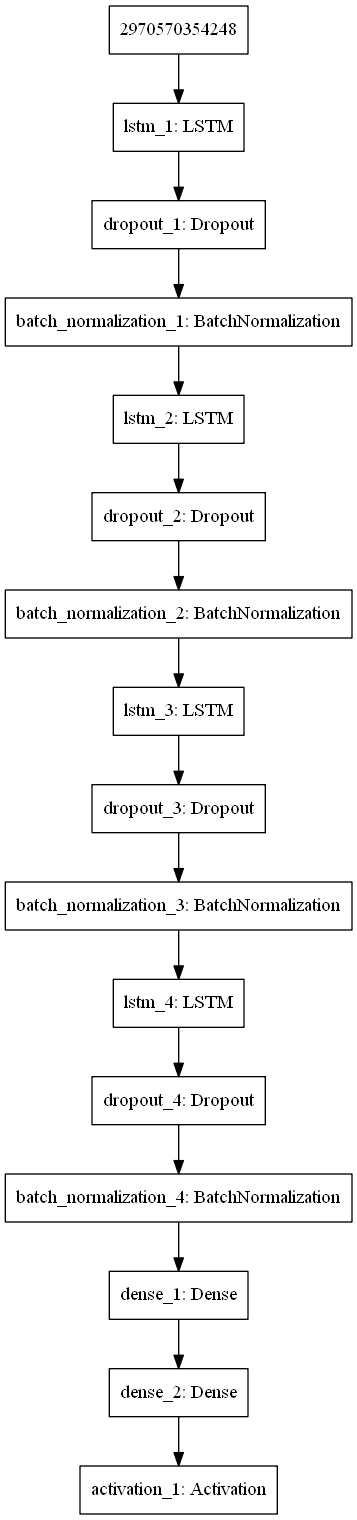 2970570354248
lstm_1: LSTM
dropout_1: Dropout
batch_normalization_1: BatchNormalization
lstm_2: LSTM
dropout_2: Dropout
batch_normalization_2: BatchNormalization
lstm_3: LSTM
dropout_3: Dropout
batch_normalization_3: BatchNormalization
lstm_4: LSTM
dropout_4: Dropout
batch_normalization_4: BatchNormalization
dense_1: Dense
dense_2: Dense
activation_1: Activation